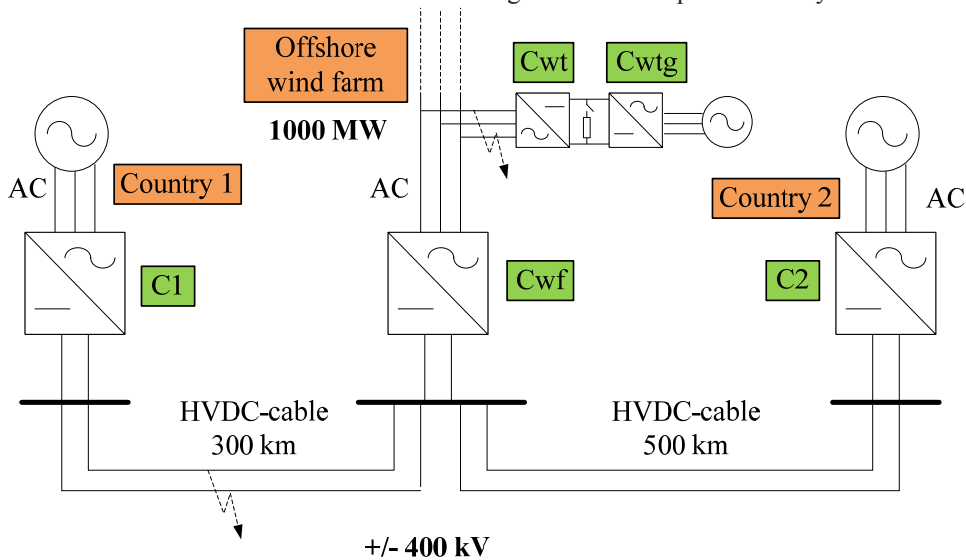 Offshore
wind farm
1000 MW
Cwt
Cwtg
AC
Country 1
AC
Country 2
AC
C1
Cwf
C2
HVDC-cable
300 km
HVDC-cable
500 km
+/- 400 kV